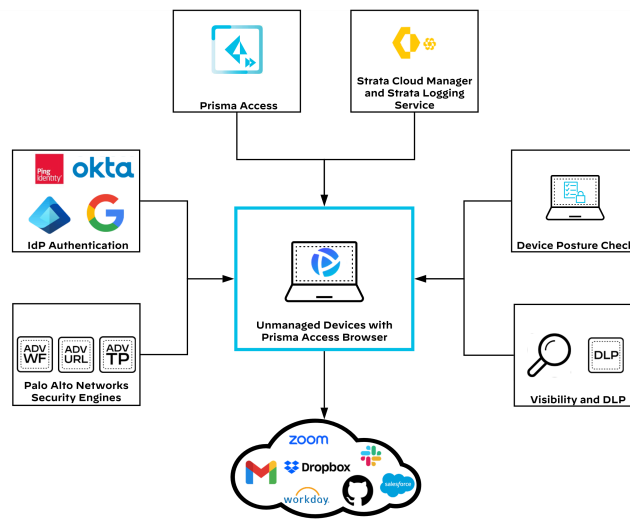 Prisma Access
Strata Cloud Manager
and Strata Logging
Service
Ping
Identity
okta
IdP Authentication
Device Posture Check
Unmanaged Devices with
Prisma Access Browser
ADV
WF
ADV
URL
ADV
TP
Palo Alto Networks
Security Engines
DLP
Visibility and DLP
zoom
Dropbox
salesforce
workday.